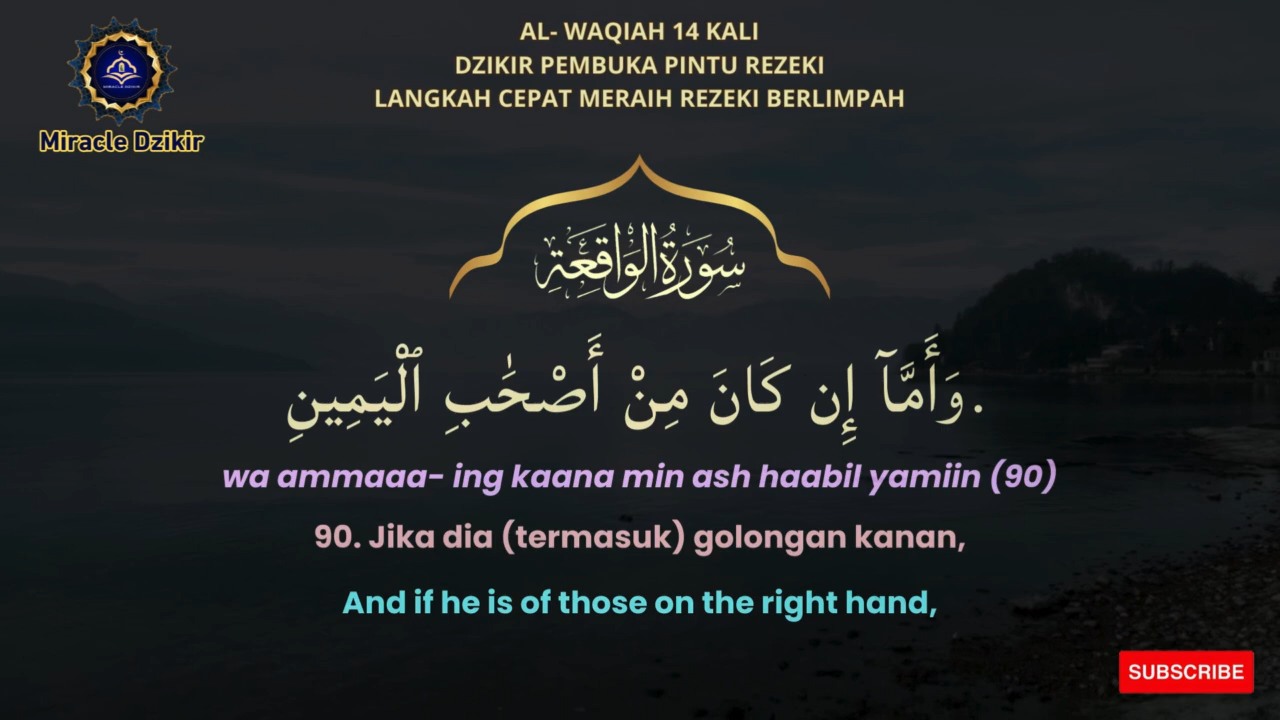 AL- WAQIAH 14 KALI
DZIKIR PEMBUKA PINTU REZEKI
LANGKAH CEPAT MERAIH REZEKI BERLIMPAH
Miracle Dzikir
سُورَةُ الْوَاقِعَةِ
وَأَمَّآ إِن كَانَ مِنْ أَصْحَٰبِ ٱلْيَمِينِ.
wa ammaaa- ing kaana min ash haabil yamiin (90)
90. Jika dia (termasuk) golongan kanan,
And if he is of those on the right hand,
SUBSCRIBE